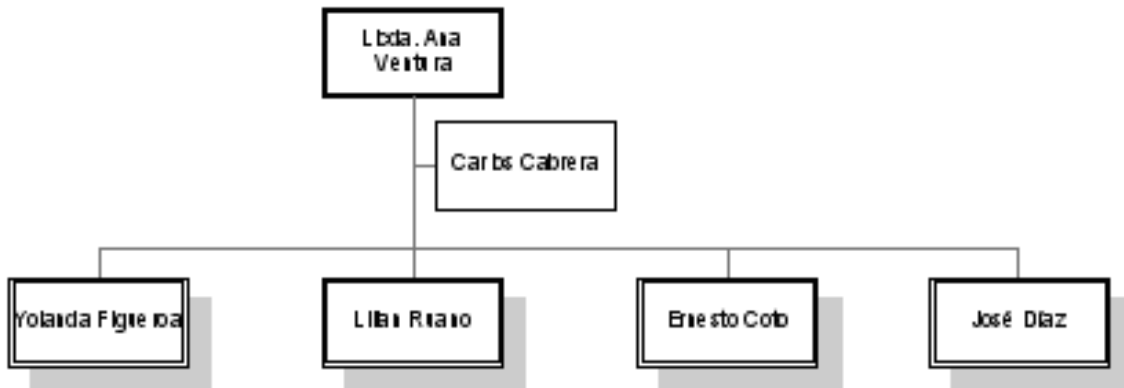 Licda. Ana
Ventura
Carlos Cabrera
Yolanda Figueroa
Lilian Ruano
Ernesto Coto
José Díaz